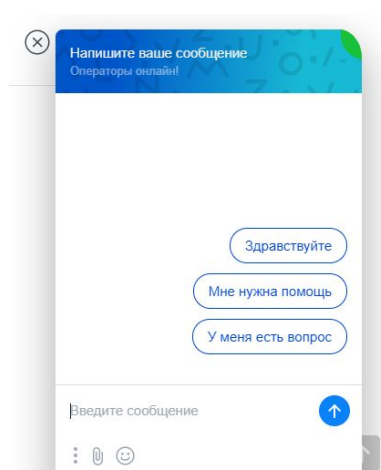 Напишите ваше сообщение
Операторы онлайн!
Здравствуйте
Мне нужна помощь
У меня есть вопрос
Введите сообщение